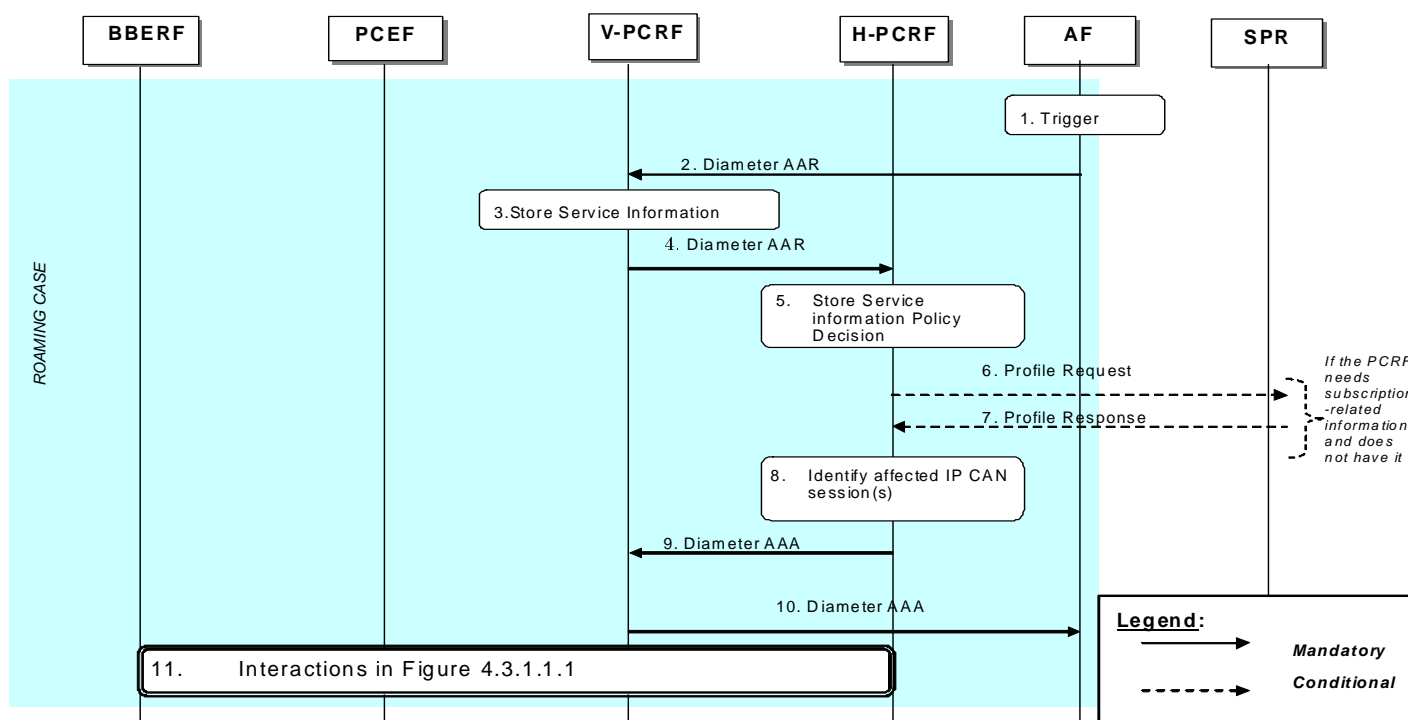 BBERF
PCEF
V-PCRF
H-PCRF
AF
SPR
1. Trigger
2. Diameter AAR
3.Store Service Information
4. Diameter AAR
ROAMING CASE
5. Store Service
information Policy
Decision
6. Profile Request
If the PCRF
needs
subscription
-related
information
and does
not have it
7. Profile Response
8. Identify affected IP CAN
session(s)
9. Diameter AAA
10. Diameter AAA
11. Interactions in Figure 4.3.1.1.1
Legend:
Mandatory
Conditional